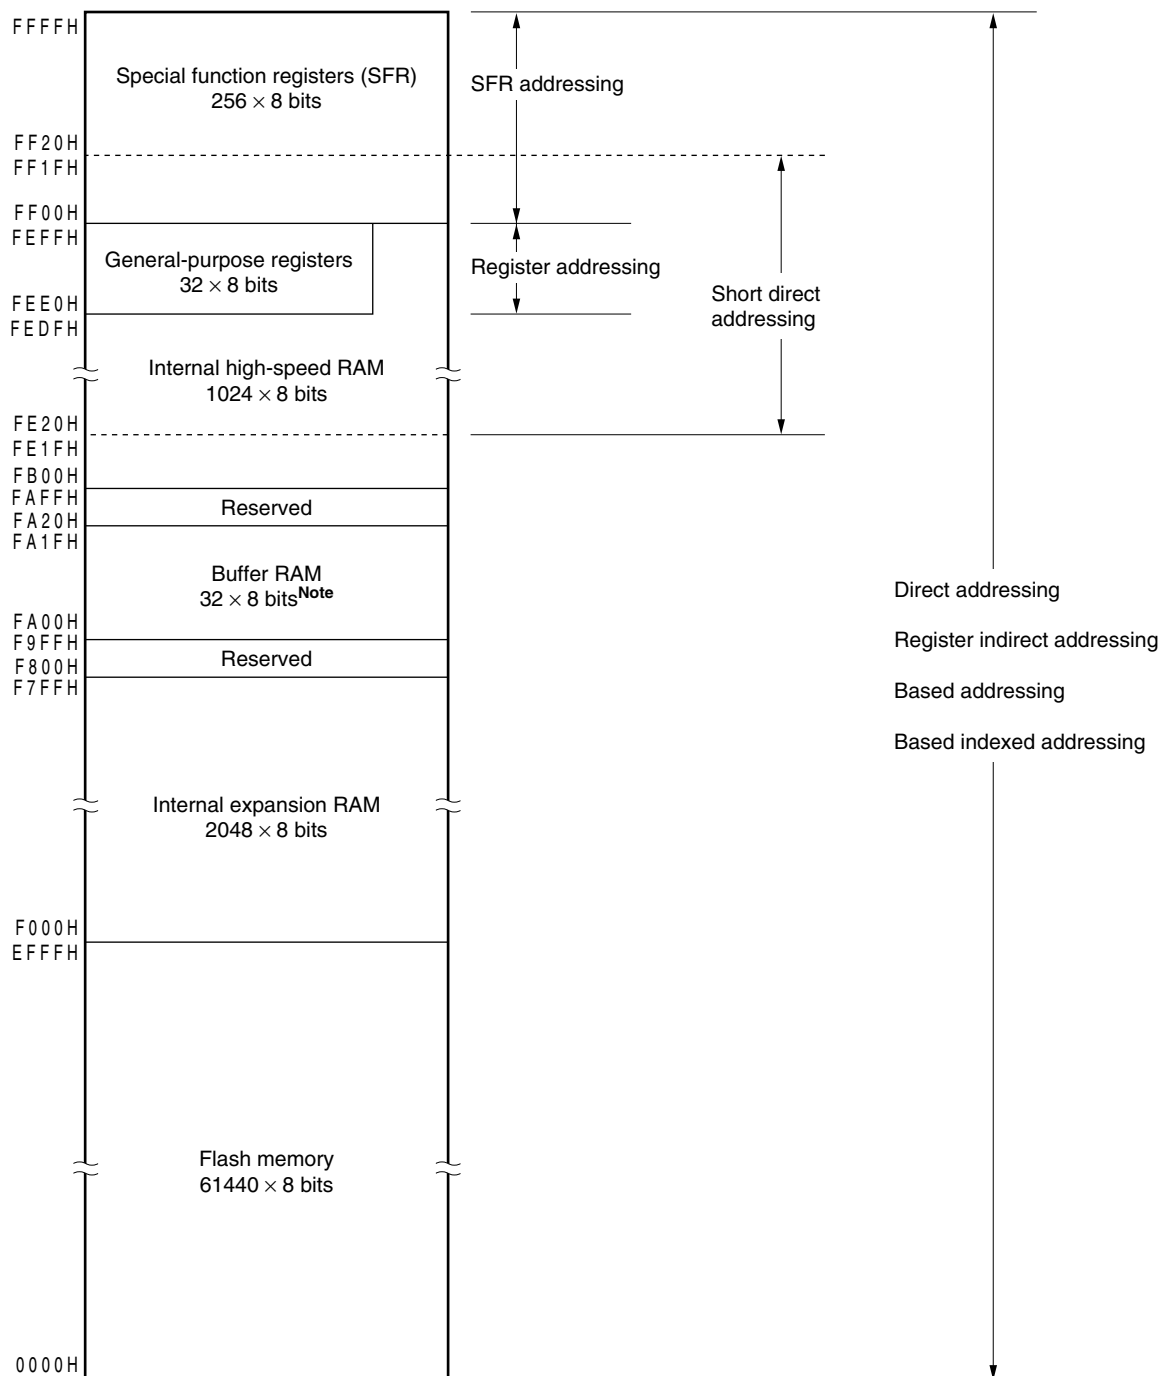 FFFFH
Special function registers (SFR)
256 × 8 bits
SFR addressing
FF20H
FF1FH
FF00H
FEFFH
General-purpose registers
32 × 8 bits
Register addressing
Short direct
addressing
FEE0H
FEDFH
Internal high-speed RAM
1024 × 8 bits
FE20H
FE1FH
FB00H
FAFFH
Reserved
FA20H
FA1FH
Buffer RAM
32 × 8 bitsNote
FA00H
F9FFH
Reserved
F800H
F7FFH
Direct addressing
Register indirect addressing
Based addressing
Based indexed addressing
Internal expansion RAM
2048 × 8 bits
F000H
EFFFH
Flash memory
61440 × 8 bits
0000H